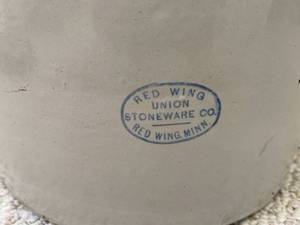 RED WING
UNION
STONEWARE CO.
RED WING, MINN.